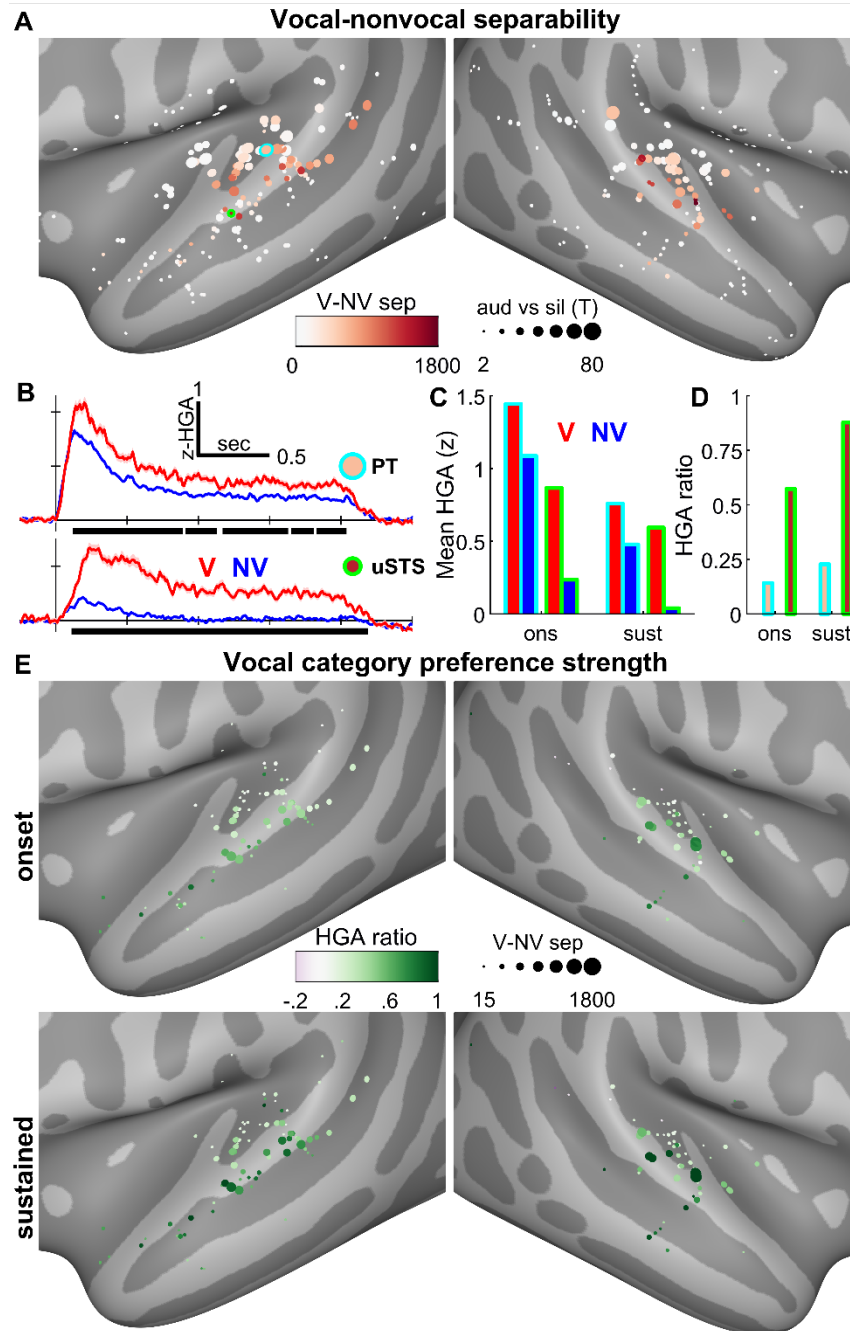 A Vocal-nonvocal separability
V-NV sep
0 1800
aud vs sil (T)
2 80
B
1
z-HGA
sec
0.5
PT
V NV
uSTS
C
Mean HGA (z)
1.5
1
0.5
0
V NV
ons sust
D
HGA ratio
1
0.75
0.5
0.25
0
ons sust
E Vocal category preference strength
onset
HGA ratio
-.2 .2 .6 1
V-NV sep
15 1800
sustained